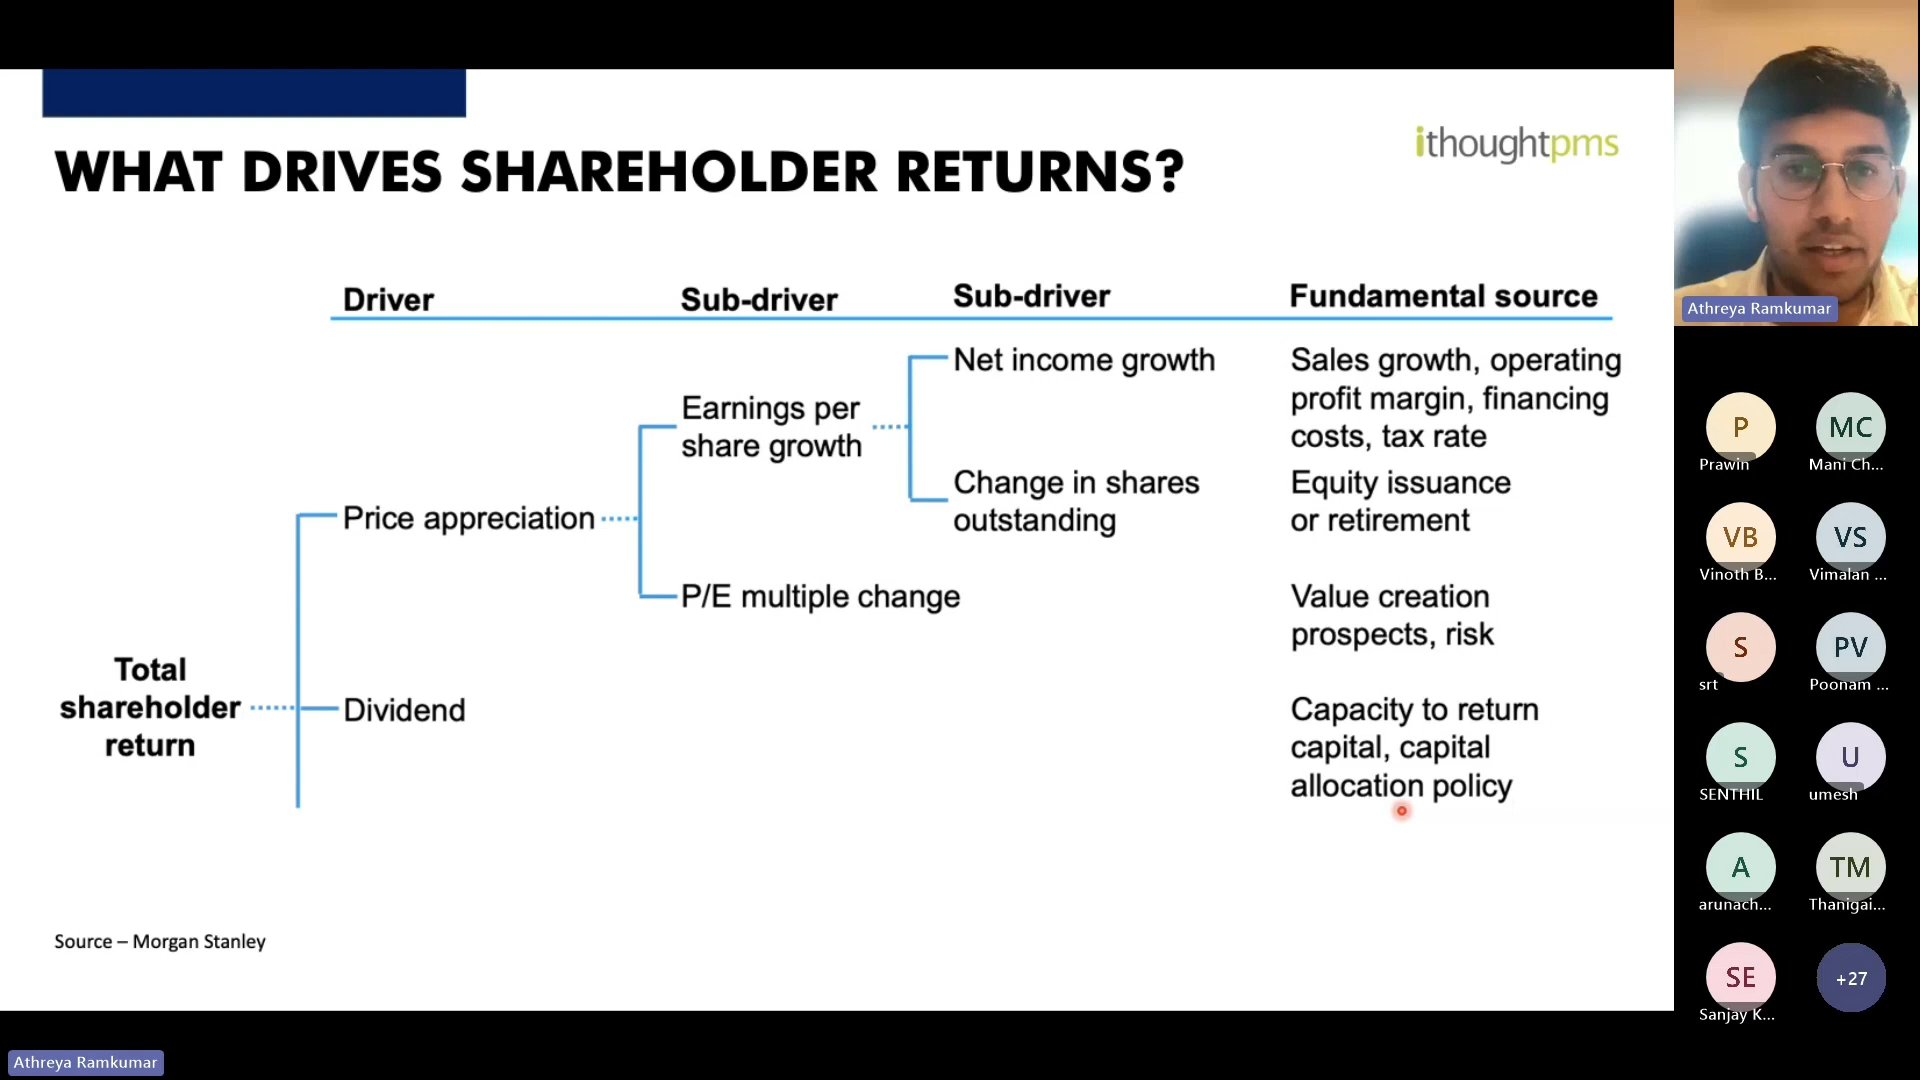 WHAT DRIVES SHAREHOLDER RETURNS?
ithoughtpms
Driver
Sub-driver
Sub-driver
Fundamental source
Net income growth
Sales growth, operating
profit margin, financing
costs, tax rate
Earnings per
share growth
Change in shares
outstanding
Equity issuance
or retirement
Price appreciation
P/E multiple change
Value creation
prospects, risk
Total
shareholder
return
Dividend
Capacity to return
capital, capital
allocation policy
Source – Morgan Stanley
Athreya Ramkumar
Athreya Ramkumar
P
Prawin
MC
Mani Ch...
VB
Vinoth B...
VS
Vimalan ...
S
srt
PV
Poonam ...
S
SENTHIL
U
umesh
A
arunach...
TM
Thanigai...
SE
Sanjay K...
+27